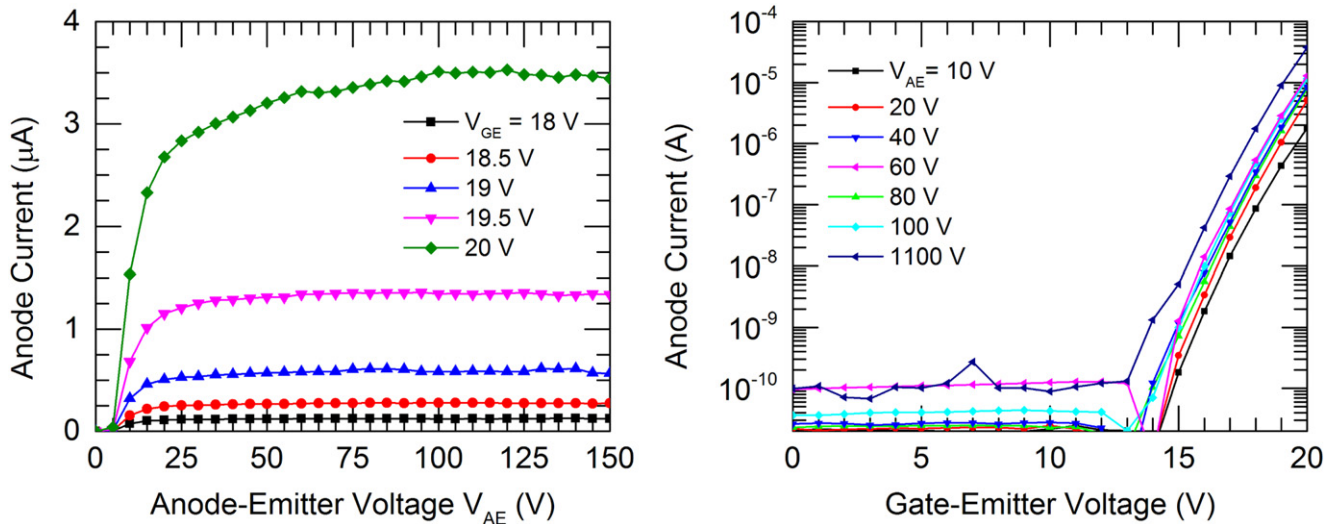 4
3
2
1
0
Anode Current (μA)
V_GE = 18 V
18.5 V
19 V
19.5 V
20 V
0 25 50 75 100 125 150
Anode-Emitter Voltage V_AE (V)
10^-4
10^-5
10^-6
10^-7
10^-8
10^-9
10^-10
Anode Current (A)
V_AE= 10 V
20 V
40 V
60 V
80 V
100 V
1100 V
0 5 10 15 20
Gate-Emitter Voltage (V)